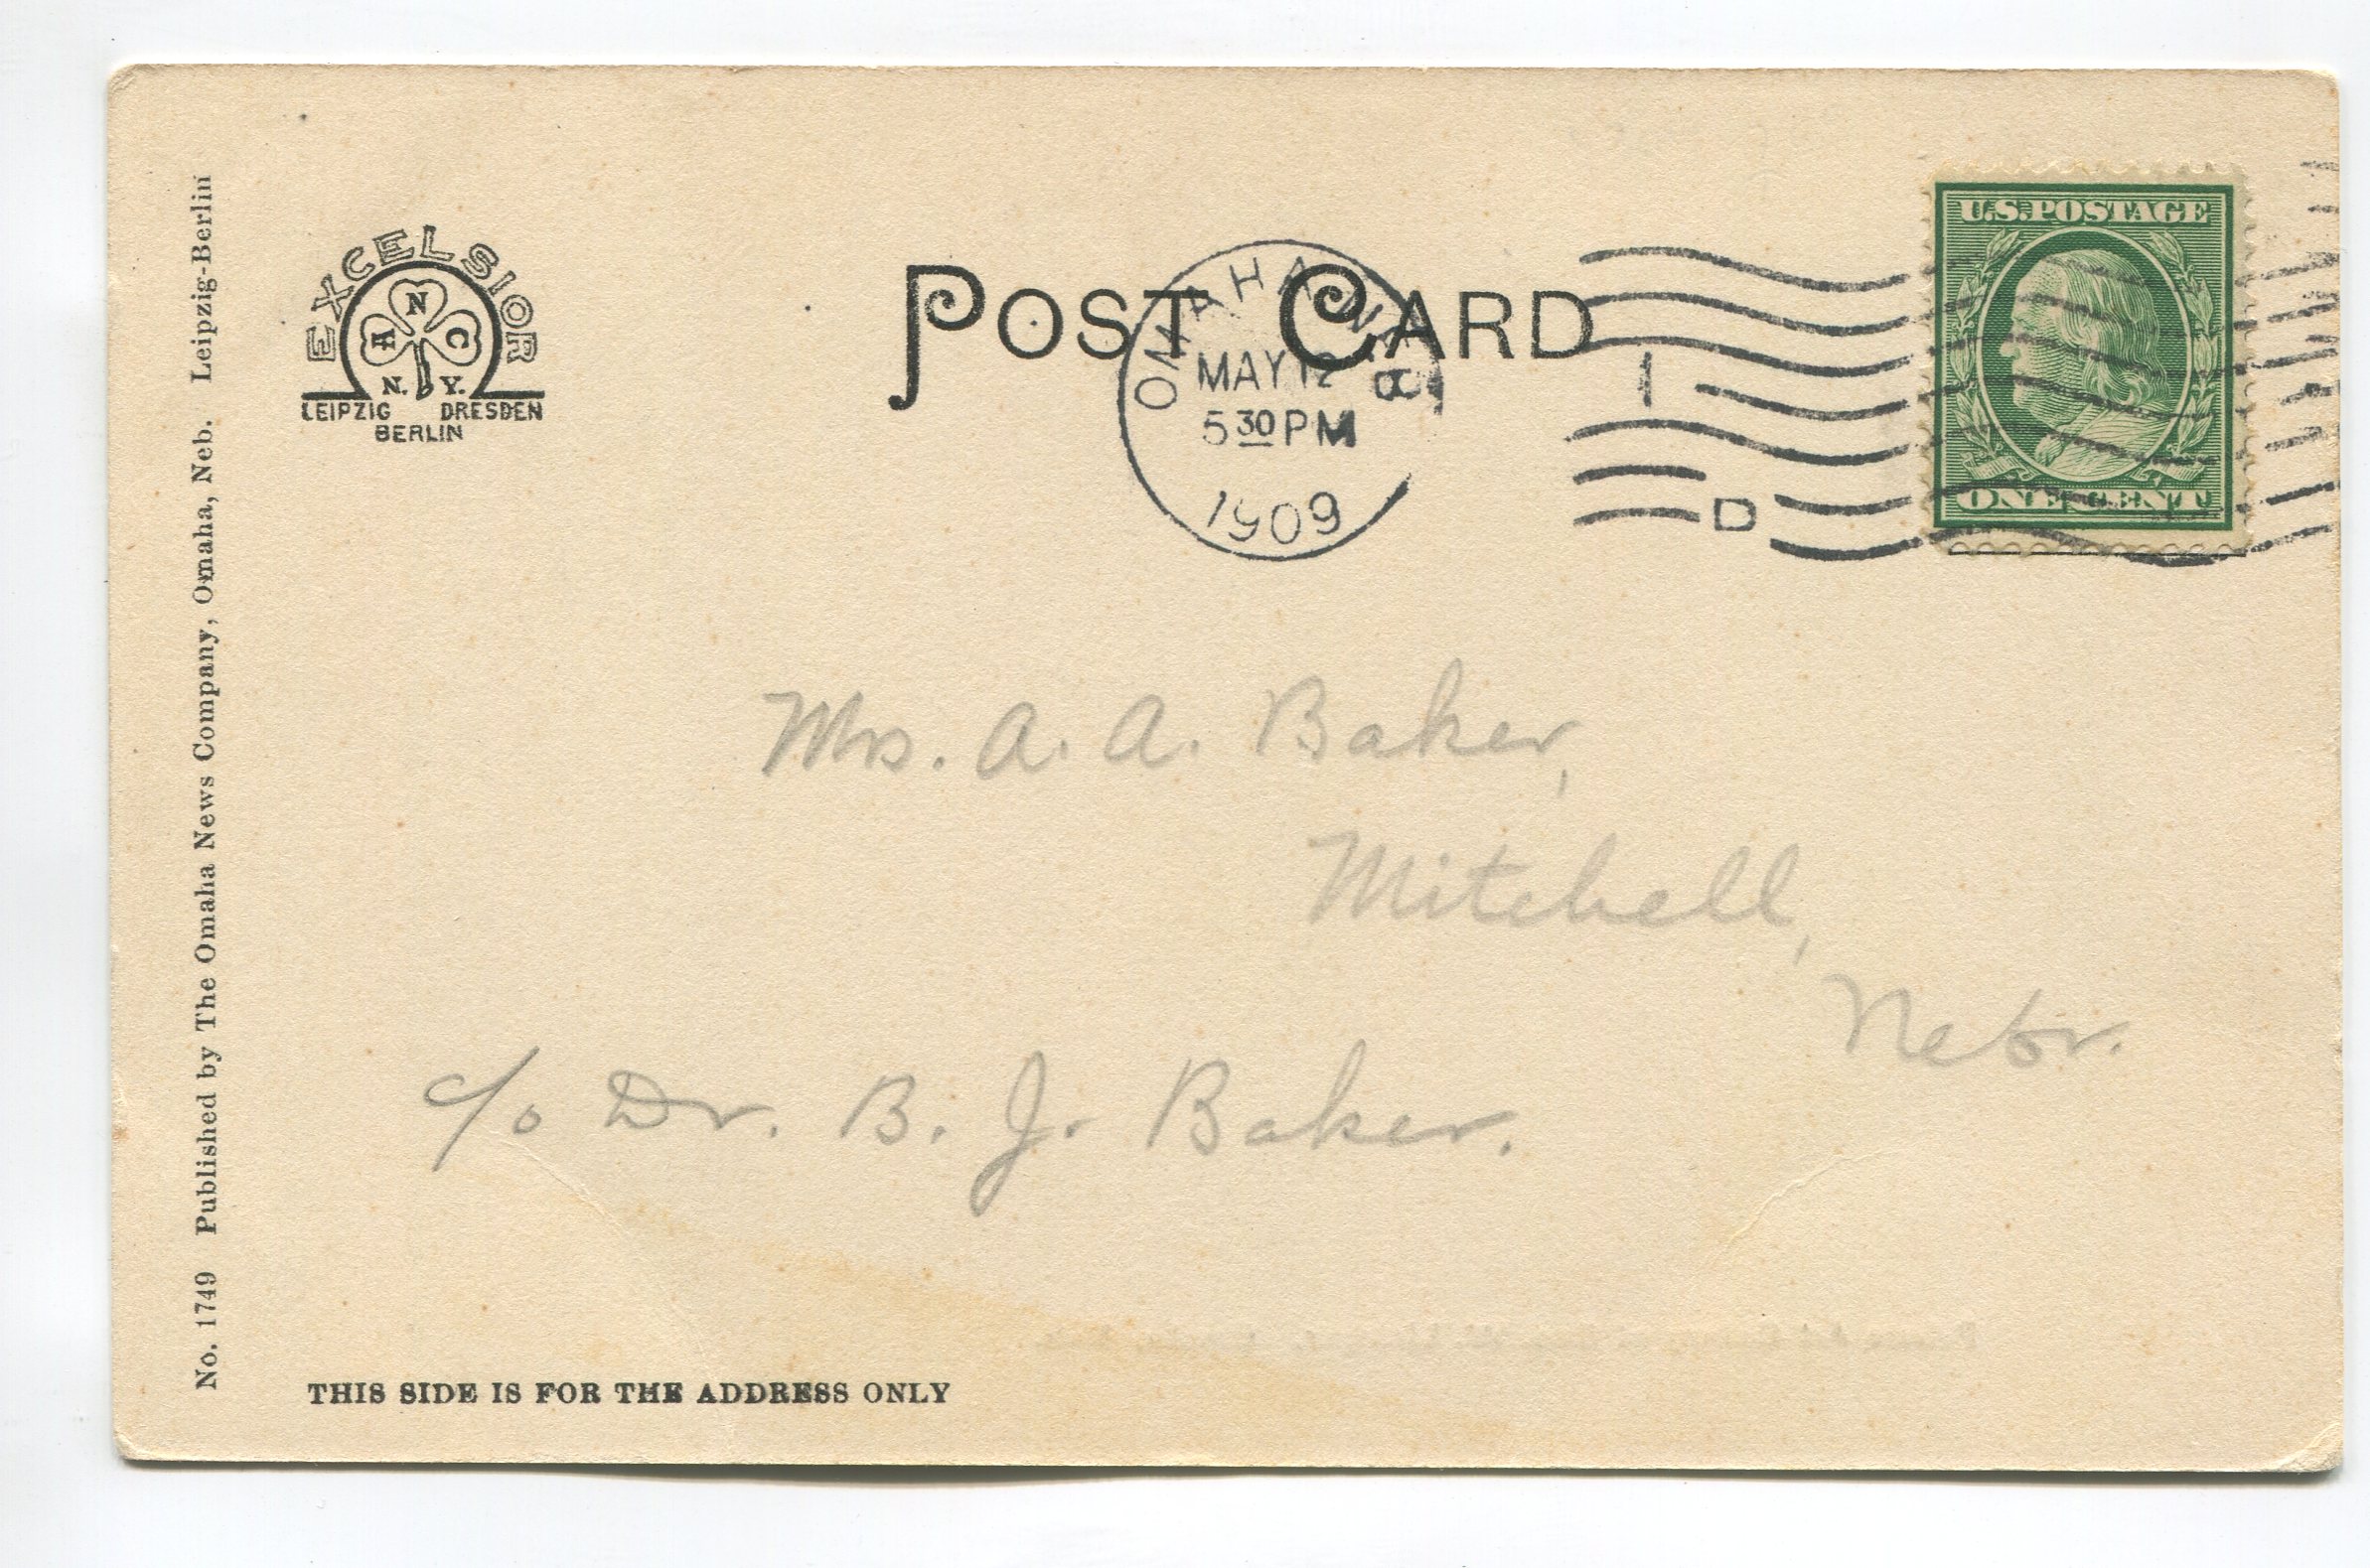 No. 1749 Published by The Omaha News Company, Omaha, Neb. Leipzig-Berlin
EXCELSIOR
A N C
N. Y.
LEIPZIG DRESDEN
BERLIN
POST CARD
OMAHA, NEBR
MAY 12
5 30 PM
1909
1
D
U.S. POSTAGE
ONE CENT
Mrs. A. A. Baker,
Mitchell,
Nebr.
c/o Dr. B. J. Baker.
THIS SIDE IS FOR THE ADDRESS ONLY